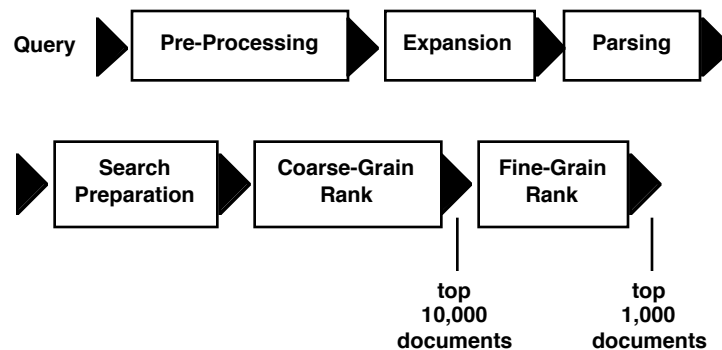 Query
Pre-Processing
Expansion
Parsing
Search
Preparation
Coarse-Grain
Rank
Fine-Grain
Rank
top
10,000
documents
top
1,000
documents